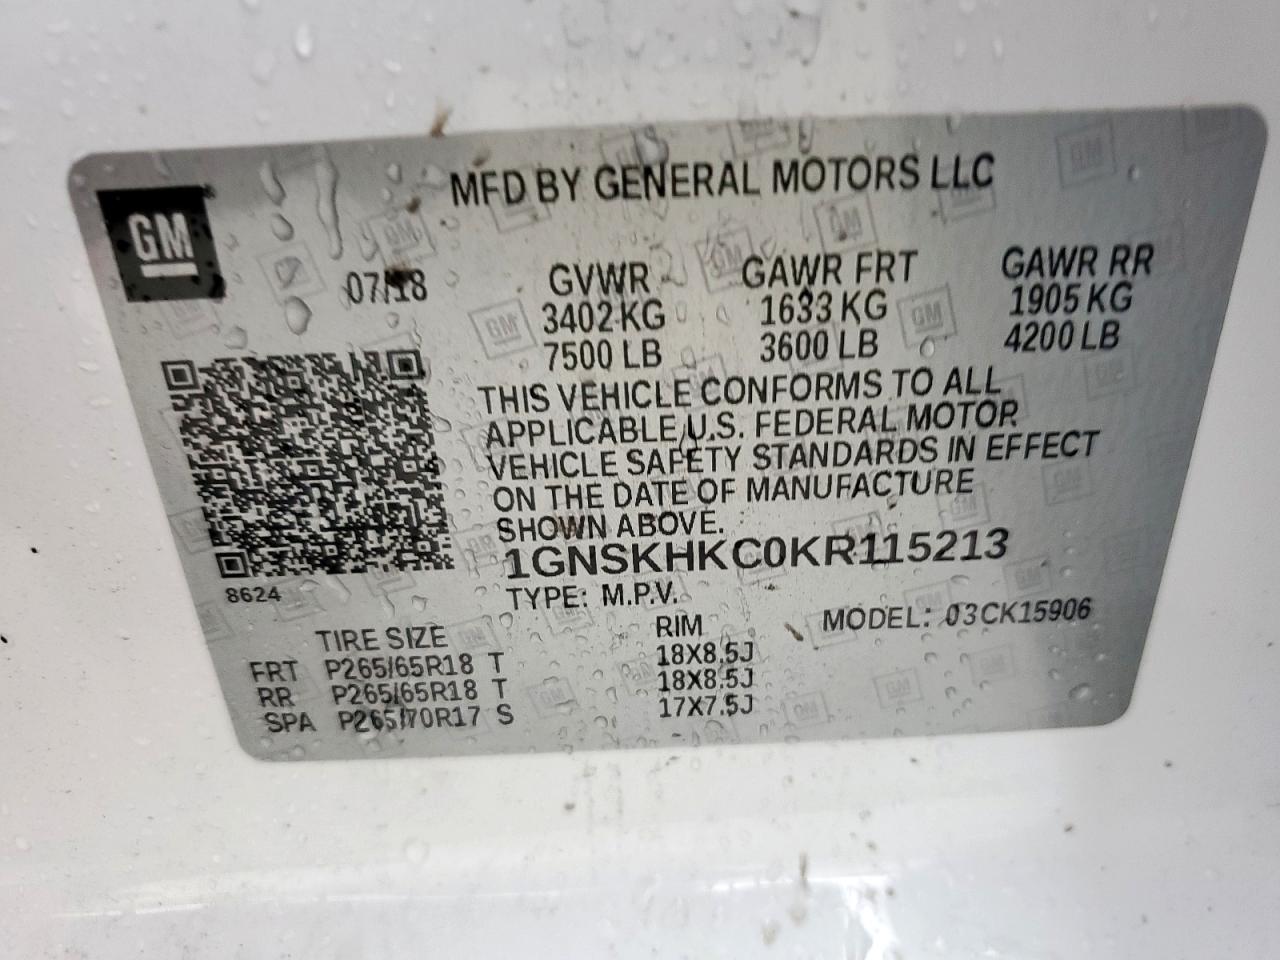 MFD BY GENERAL MOTORS LLC
GM
07/18
GVWR GAWR FRT GAWR RR
3402 KG 1633 KG 1905 KG
7500 LB 3600 LB 4200 LB
THIS VEHICLE CONFORMS TO ALL
APPLICABLE U.S. FEDERAL MOTOR
VEHICLE SAFETY STANDARDS IN EFFECT
ON THE DATE OF MANUFACTURE
SHOWN ABOVE.
1GNSKHKC0KR115213
8624
TYPE: M.P.V. MODEL: 03CK15906
TIRE SIZE RIM
FRT P265/65R18 T 18X8.5J
RR P265/65R18 T 18X8.5J
SPA P265/70R17 S 17X7.5J